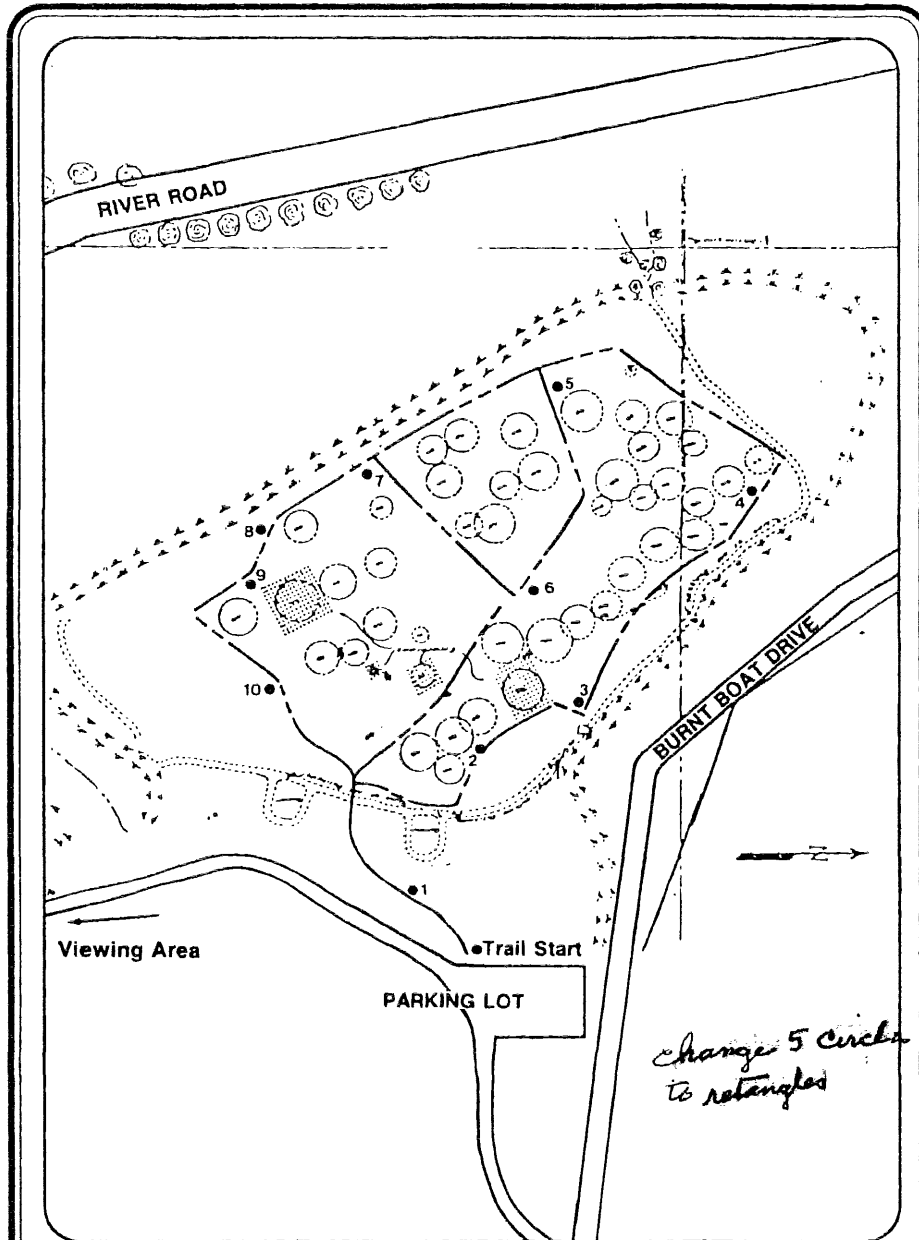 RIVER ROAD
5
7
4
8
9
6
10
3
2
BURNT BOAT DRIVE
N
1
Viewing Area
Trail Start
PARKING LOT
change 5 circles
to retangles